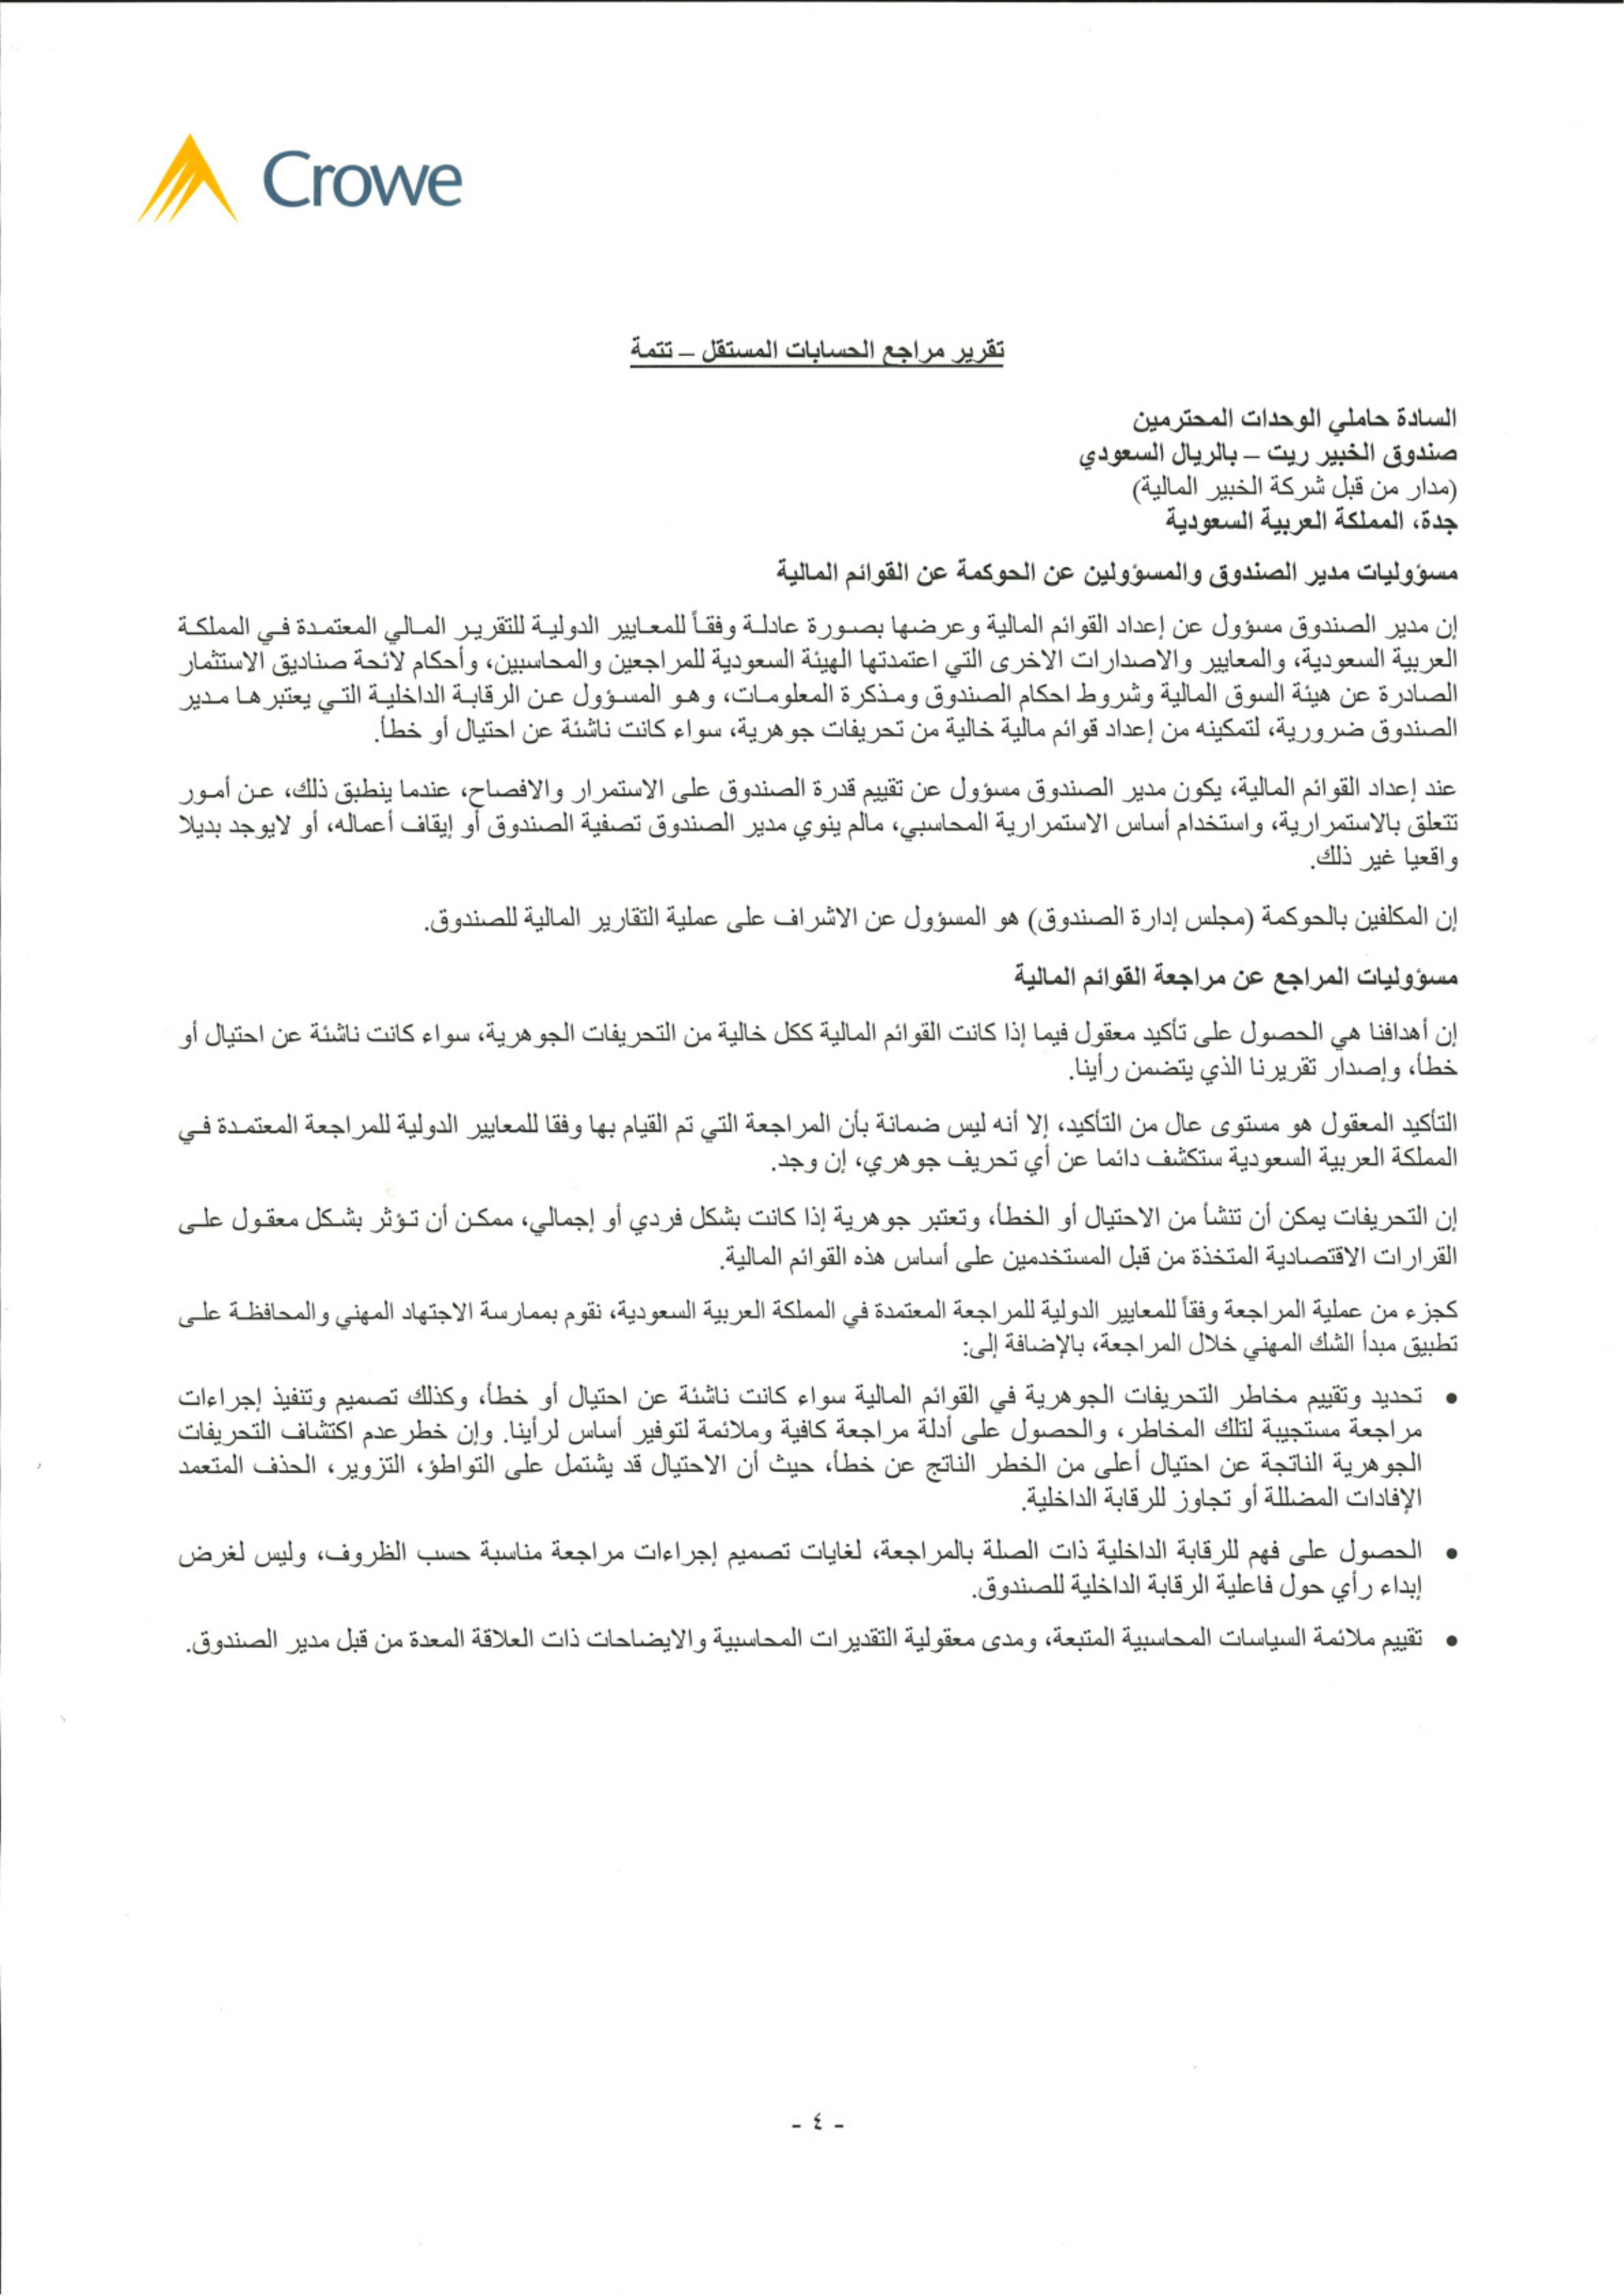 Crowe
تقرير مراجع الحسابات المستقل – تتمة
السادة حاملي الوحدات المحترمين
صندوق الخبير ريت – بالريال السعودي
(مدار من قبل شركة الخبير المالية)
جدة، المملكة العربية السعودية
مسؤوليات مدير الصندوق والمسؤولين عن الحوكمة عن القوائم المالية
إن مدير الصندوق مسؤول عن إعداد القوائم المالية وعرضها بصورة عادلة وفقاً للمعايير الدولية للتقرير المالي المعتمدة في المملكة
العربية السعودية، والمعايير والاصدارات الاخرى التي اعتمدتها الهيئة السعودية للمراجعين والمحاسبين، وأحكام لائحة صناديق الاستثمار
الصادرة عن هيئة السوق المالية وشروط احكام الصندوق ومذكرة المعلومات، وهو المسؤول عن الرقابة الداخلية التي يعتبرها مدير
الصندوق ضرورية، لتمكينه من إعداد قوائم مالية خالية من تحريفات جوهرية، سواء كانت ناشئة عن احتيال أو خطأ.
عند إعداد القوائم المالية، يكون مدير الصندوق مسؤول عن تقييم قدرة الصندوق على الاستمرار والافصاح، عندما ينطبق ذلك، عن أمور
تتعلق بالاستمرارية، واستخدام أساس الاستمرارية المحاسبي، مالم ينوي مدير الصندوق تصفية الصندوق أو إيقاف أعماله، أو لايوجد بديلا
واقعيا غير ذلك.
إن المكلفين بالحوكمة (مجلس إدارة الصندوق) هو المسؤول عن الاشراف على عملية التقارير المالية للصندوق.
مسؤوليات المراجع عن مراجعة القوائم المالية
إن أهدافنا هي الحصول على تأكيد معقول فيما إذا كانت القوائم المالية ككل خالية من التحريفات الجوهرية، سواء كانت ناشئة عن احتيال أو
خطأ، وإصدار تقريرنا الذي يتضمن رأينا.
التأكيد المعقول هو مستوى عال من التأكيد، إلا أنه ليس ضمانة بأن المراجعة التي تم القيام بها وفقا للمعايير الدولية للمراجعة المعتمدة في
المملكة العربية السعودية ستكشف دائما عن أي تحريف جوهري، إن وجد.
إن التحريفات يمكن أن تنشأ من الاحتيال أو الخطأ، وتعتبر جوهرية إذا كانت بشكل فردي أو إجمالي، ممكن أن تؤثر بشكل معقول على
القرارات الاقتصادية المتخذة من قبل المستخدمين على أساس هذه القوائم المالية.
كجزء من عملية المراجعة وفقاً للمعايير الدولية للمراجعة المعتمدة في المملكة العربية السعودية، نقوم بممارسة الاجتهاد المهني والمحافظة على
تطبيق مبدأ الشك المهني خلال المراجعة، بالإضافة إلى:
• تحديد وتقييم مخاطر التحريفات الجوهرية في القوائم المالية سواء كانت ناشئة عن احتيال أو خطأ، وكذلك تصميم وتنفيذ إجراءات
مراجعة مستجيبة لتلك المخاطر، والحصول على أدلة مراجعة كافية وملائمة لتوفير أساس لرأينا. وإن خطر عدم اكتشاف التحريفات
الجوهرية الناتجة عن احتيال أعلى من الخطر الناتج عن خطأ، حيث أن الاحتيال قد يشتمل على التواطؤ، التزوير، الحذف المتعمد
الإفادات المضللة أو تجاوز للرقابة الداخلية.
• الحصول على فهم للرقابة الداخلية ذات الصلة بالمراجعة، لغايات تصميم إجراءات مراجعة مناسبة حسب الظروف، وليس لغرض
إبداء رأي حول فاعلية الرقابة الداخلية للصندوق.
• تقييم ملائمة السياسات المحاسبية المتبعة، ومدى معقولية التقديرات المحاسبية والايضاحات ذات العلاقة المعدة من قبل مدير الصندوق.
- ٤ -